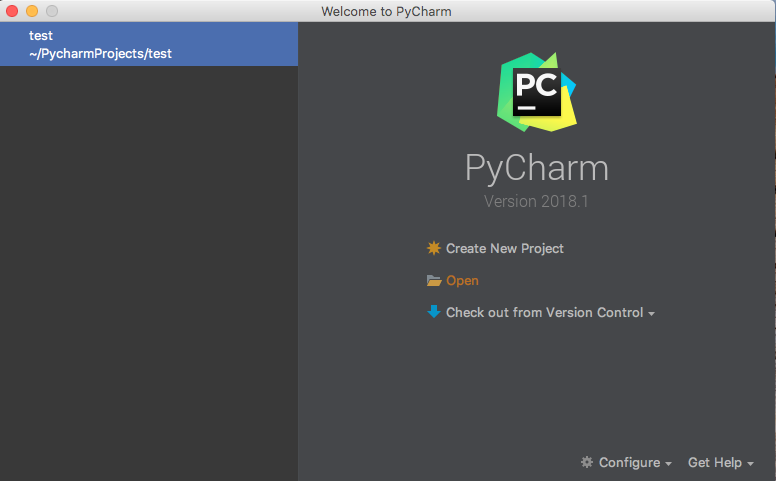 Welcome to PyCharm
test
~/PycharmProjects/test
PC
PyCharm
Version 2018.1
Create New Project
Open
Check out from Version Control
Configure
Get Help